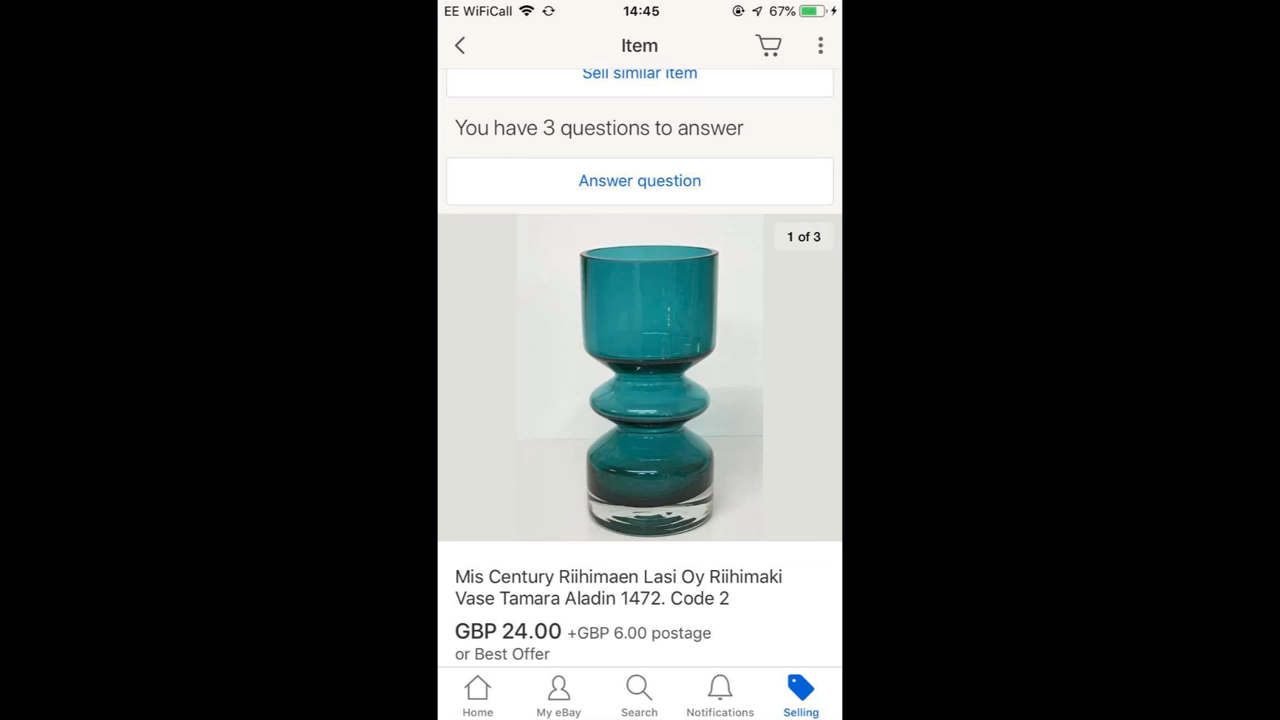 EE WiFiCall 14:45 67%
Item
Sell similar item
You have 3 questions to answer
Answer question
1 of 3
Mis Century Riihimaen Lasi Oy Riihimaki
Vase Tamara Aladin 1472. Code 2
GBP 24.00 +GBP 6.00 postage
or Best Offer
Home My eBay Search Notifications Selling